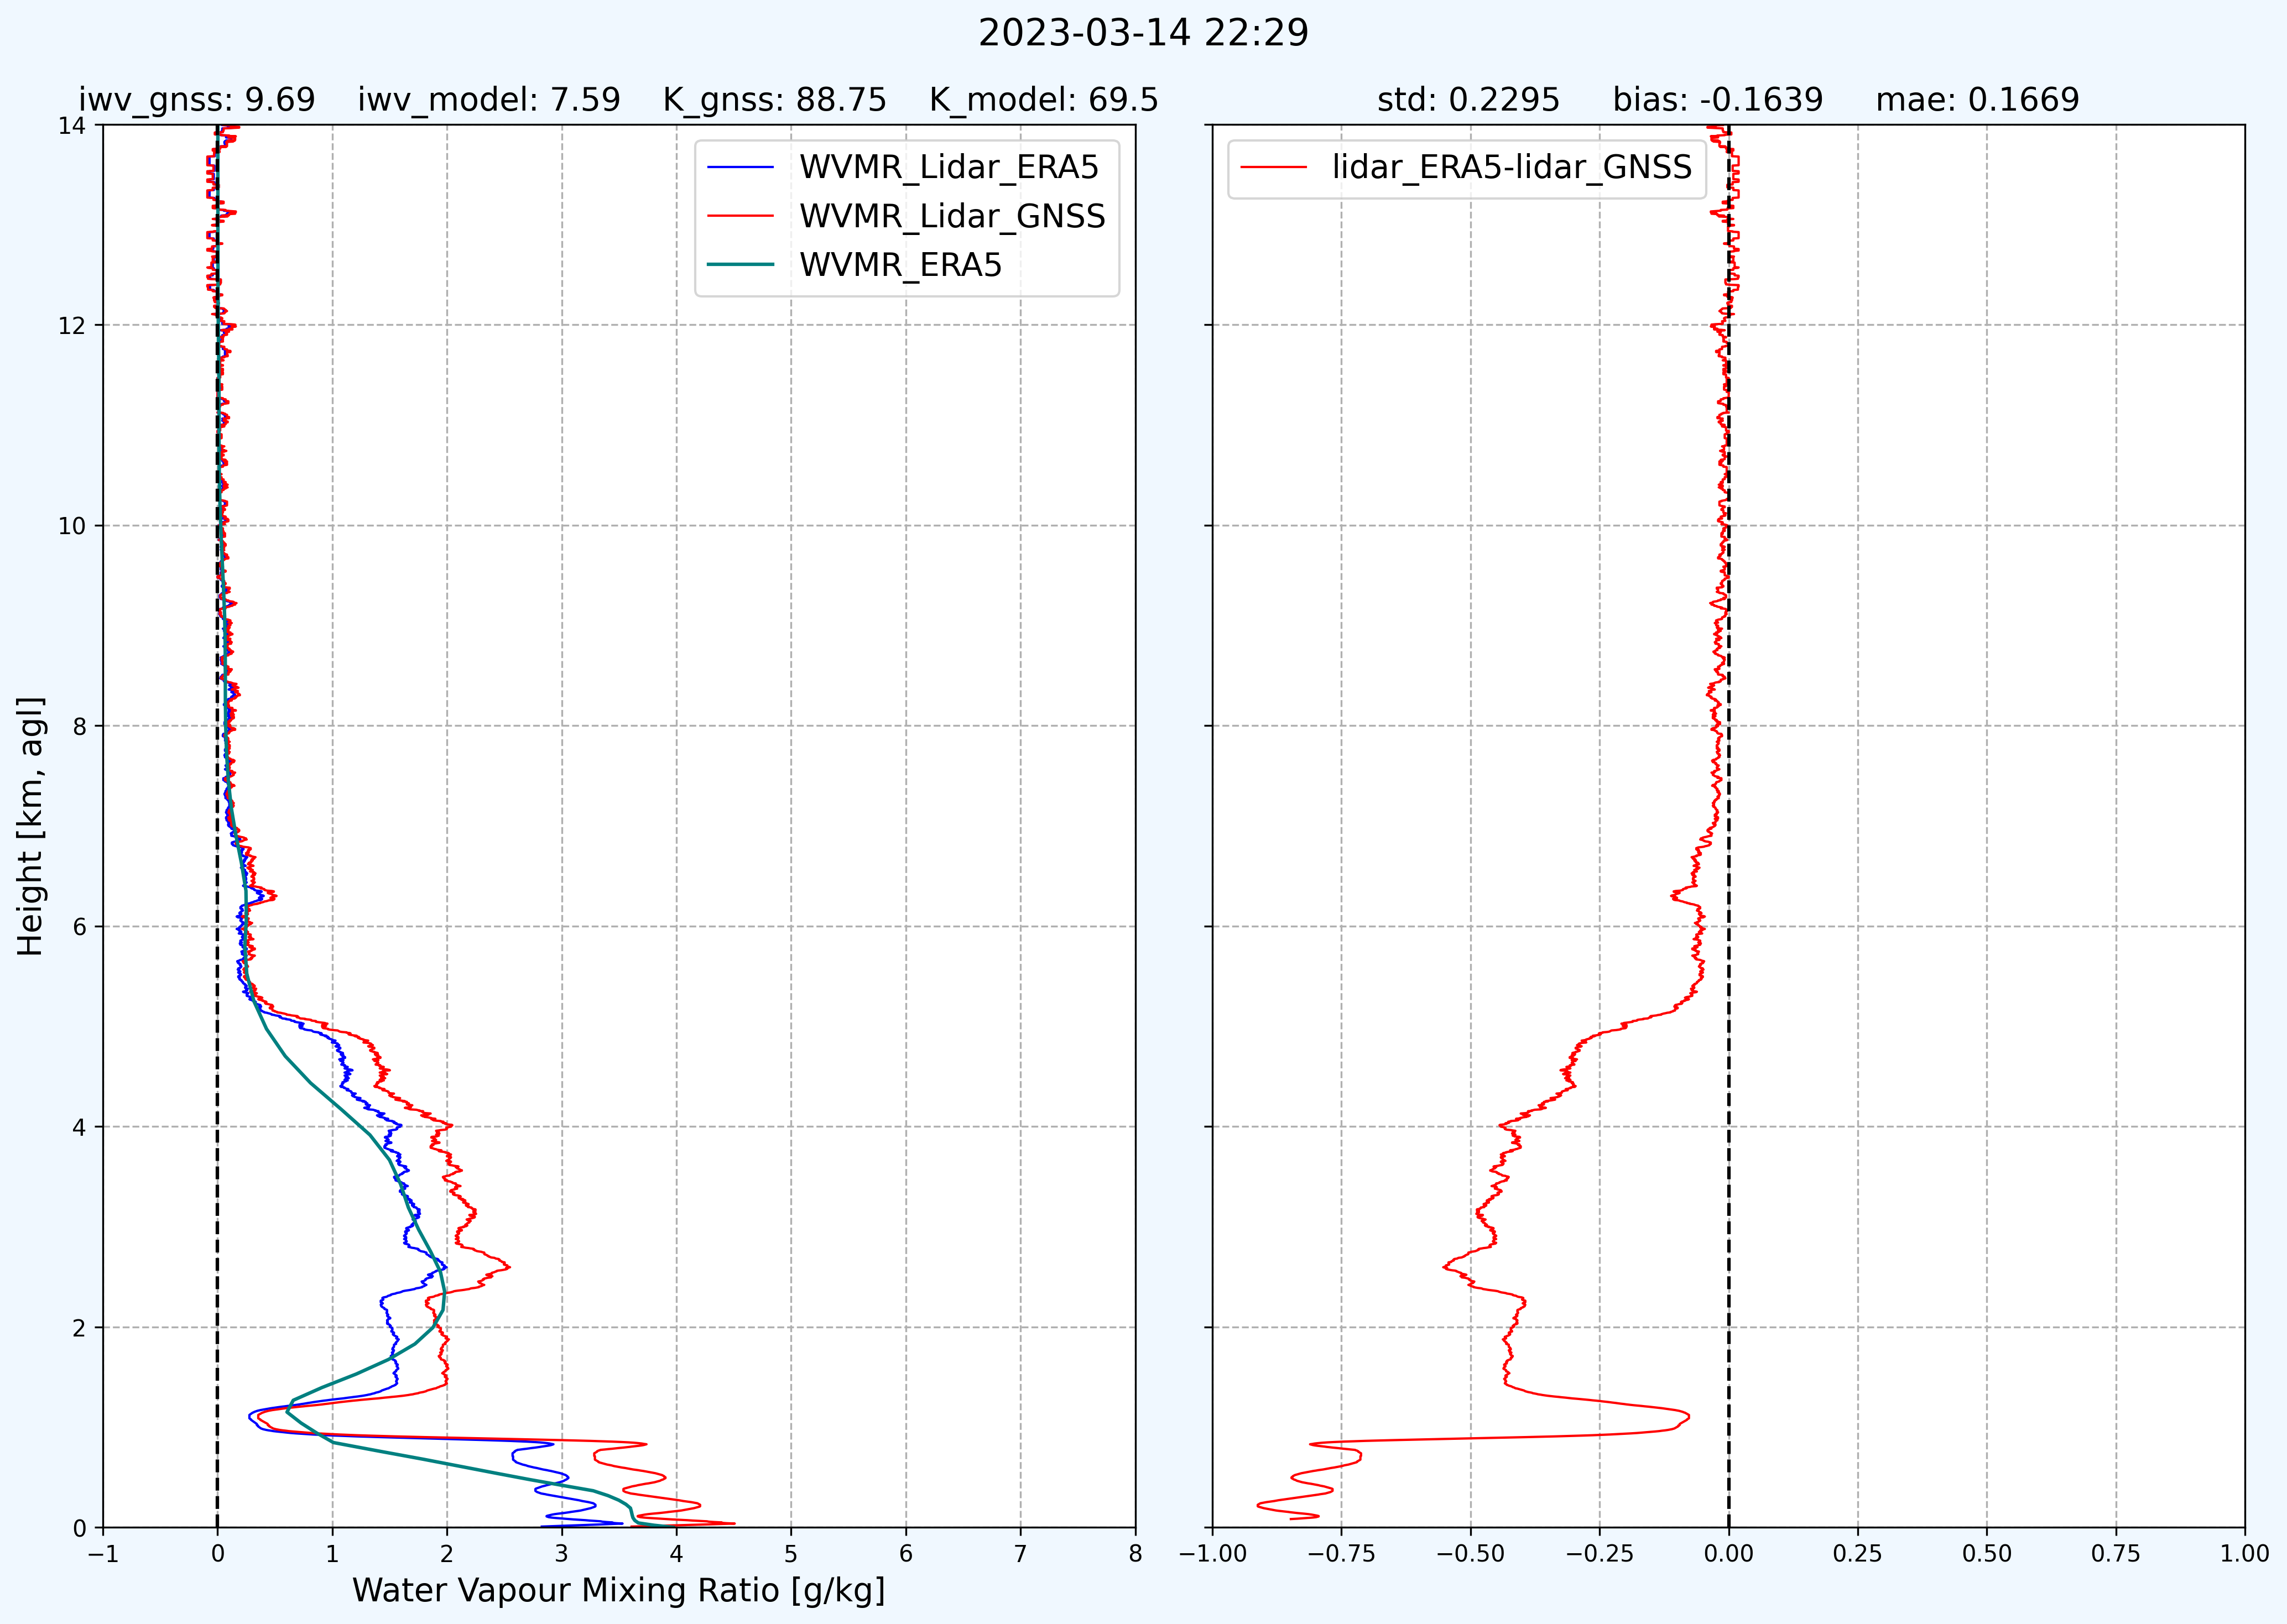 2023-03-14 22:29
iwv_gnss: 9.69 iwv_model: 7.59 K_gnss: 88.75 K_model: 69.5
std: 0.2295 bias: -0.1639 mae: 0.1669
WVMR_Lidar_ERA5
WVMR_Lidar_GNSS
WVMR_ERA5
lidar_ERA5-lidar_GNSS
Height [km, agl]
14
12
10
8
6
4
2
0
−1 0 1 2 3 4 5 6 7 8
Water Vapour Mixing Ratio [g/kg]
−1.00 −0.75 −0.50 −0.25 0.00 0.25 0.50 0.75 1.00